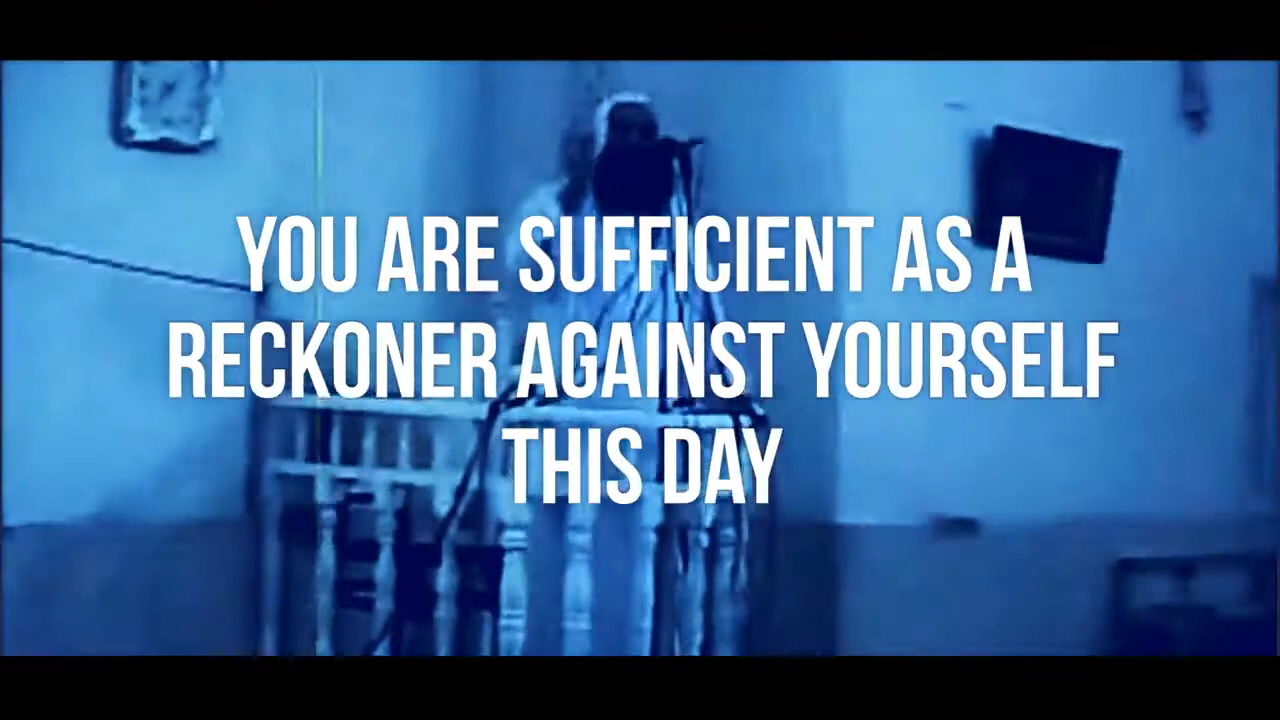 YOU ARE SUFFICIENT AS A
RECKONER AGAINST YOURSELF
THIS DAY